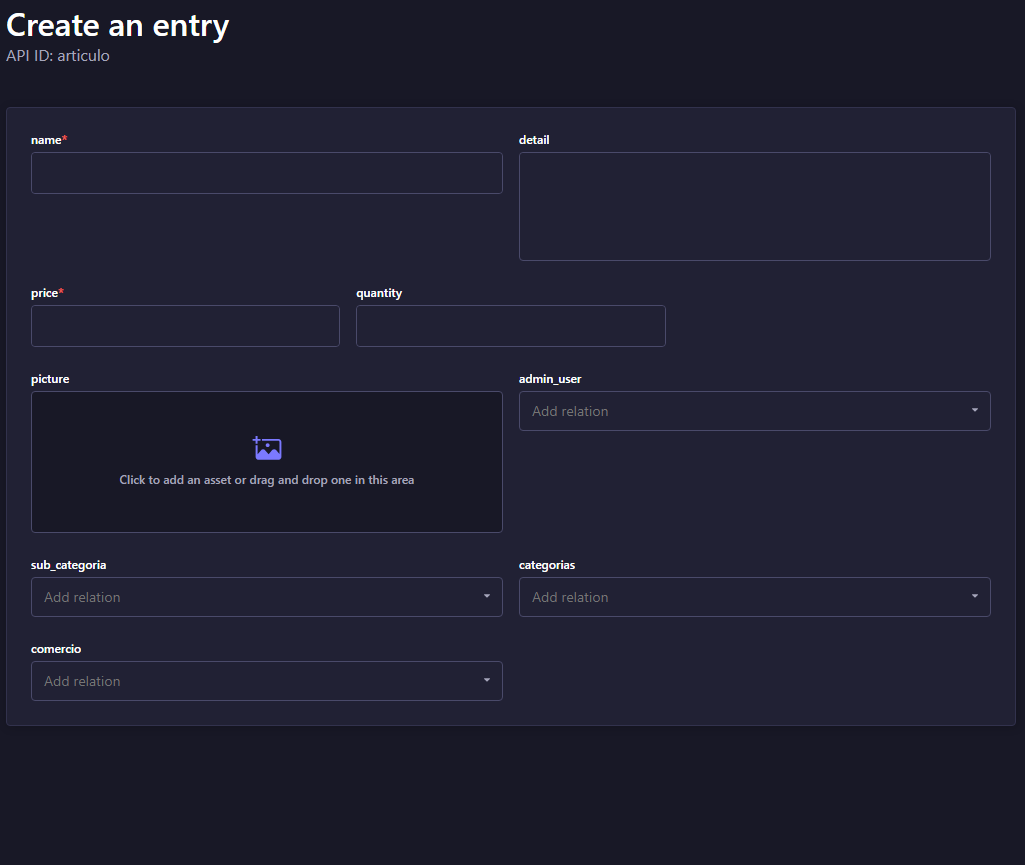 Create an entry
API ID: articulo
name*
detail
price*
quantity
picture
admin_user
Click to add an asset or drag and drop one in this area
Add relation
sub_categoria
categorias
Add relation
Add relation
comercio
Add relation